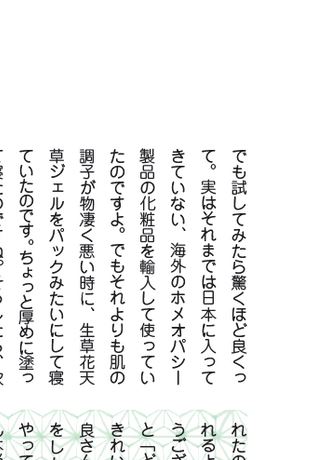 でも試してみたら驚くほど良くっ
て。実はそれまでは日本に入って
きていない、海外のホメオパシー
製品の化粧品を輸入して使ってい
たのですよ。でもそれよりも肌の
調子が物凄く悪い時に、生草花天
草ジェルをパックみたいにして寝
ていたのです。ちょっと厚めに塗っ
れたの
れるよ
うござ
と「ど
きれい
良さん
をし
やって